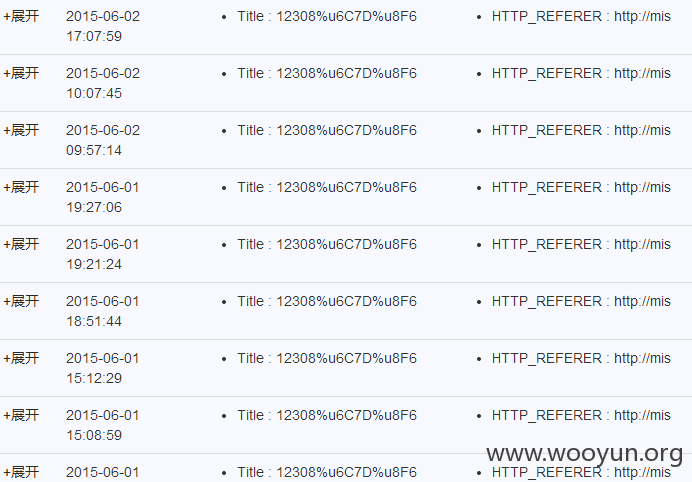 +展开 2015-06-02 • Title : 12308%u6C7D%u8F6 • HTTP_REFERER : http://mis
17:07:59
+展开 2015-06-02 • Title : 12308%u6C7D%u8F6 • HTTP_REFERER : http://mis
10:07:45
+展开 2015-06-02 • Title : 12308%u6C7D%u8F6 • HTTP_REFERER : http://mis
09:57:14
+展开 2015-06-01 • Title : 12308%u6C7D%u8F6 • HTTP_REFERER : http://mis
19:27:06
+展开 2015-06-01 • Title : 12308%u6C7D%u8F6 • HTTP_REFERER : http://mis
19:21:24
+展开 2015-06-01 • Title : 12308%u6C7D%u8F6 • HTTP_REFERER : http://mis
18:51:44
+展开 2015-06-01 • Title : 12308%u6C7D%u8F6 • HTTP_REFERER : http://mis
15:12:29
+展开 2015-06-01 • Title : 12308%u6C7D%u8F6 • HTTP_REFERER : http://mis
15:08:59
www.wooyun.org
+展开 2015-06-01 • Title : 12308%u6C7D%u8F6 • HTTP_REFERER : http://mis